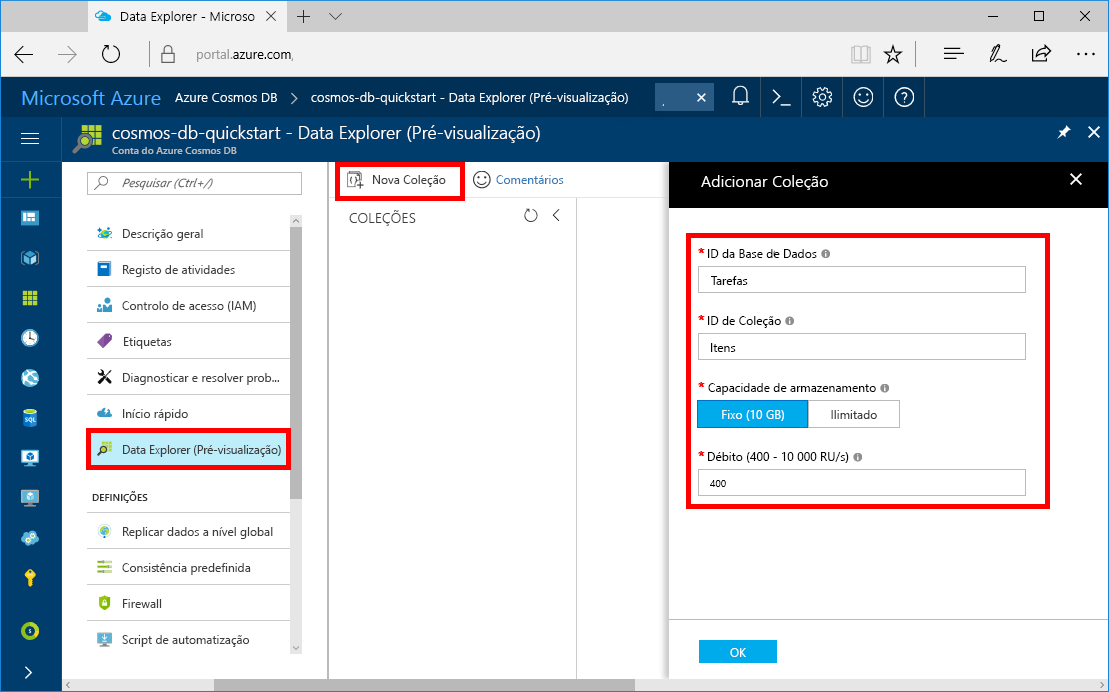 Data Explorer - Microso
portal.azure.com,
Microsoft Azure Azure Cosmos DB > cosmos-db-quickstart - Data Explorer (Pré-visualização)
cosmos-db-quickstart - Data Explorer (Pré-visualização)
Conta do Azure Cosmos DB
Pesquisar (Ctrl+/)
Descrição geral
Registo de atividades
Controlo de acesso (IAM)
Etiquetas
Diagnosticar e resolver prob...
Início rápido
Data Explorer (Pré-visualização)
DEFINIÇÕES
Replicar dados a nível global
Consistência predefinida
Firewall
Script de automatização
Nova Coleção
Comentários
COLEÇÕES
Adicionar Coleção
* ID da Base de Dados
Tarefas
* ID de Coleção
Itens
* Capacidade de armazenamento
Fixo (10 GB) Ilimitado
* Débito (400 - 10 000 RU/s)
400
OK
SQL